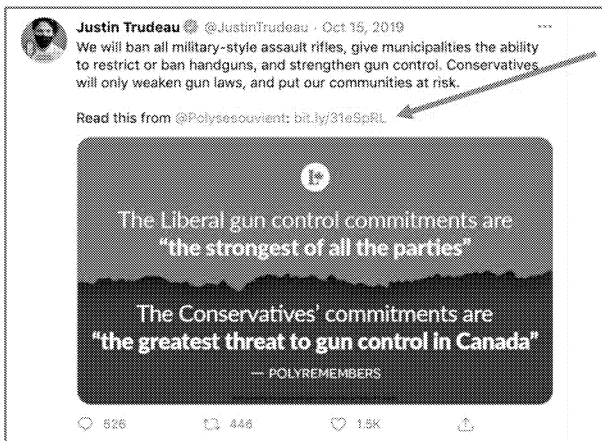 Justin Trudeau @JustinTrudeau · Oct 15, 2019
We will ban all military-style assault rifles, give municipalities the ability
to restrict or ban handguns, and strengthen gun control. Conservatives
will only weaken gun laws, and put our communities at risk.
Read this from @Polysesouvient: bit.ly/31eSpRL
L
The Liberal gun control commitments are
“the strongest of all the parties”
The Conservatives’ commitments are
“the greatest threat to gun control in Canada”
— POLYREMEMBERS
526 446 1.5K